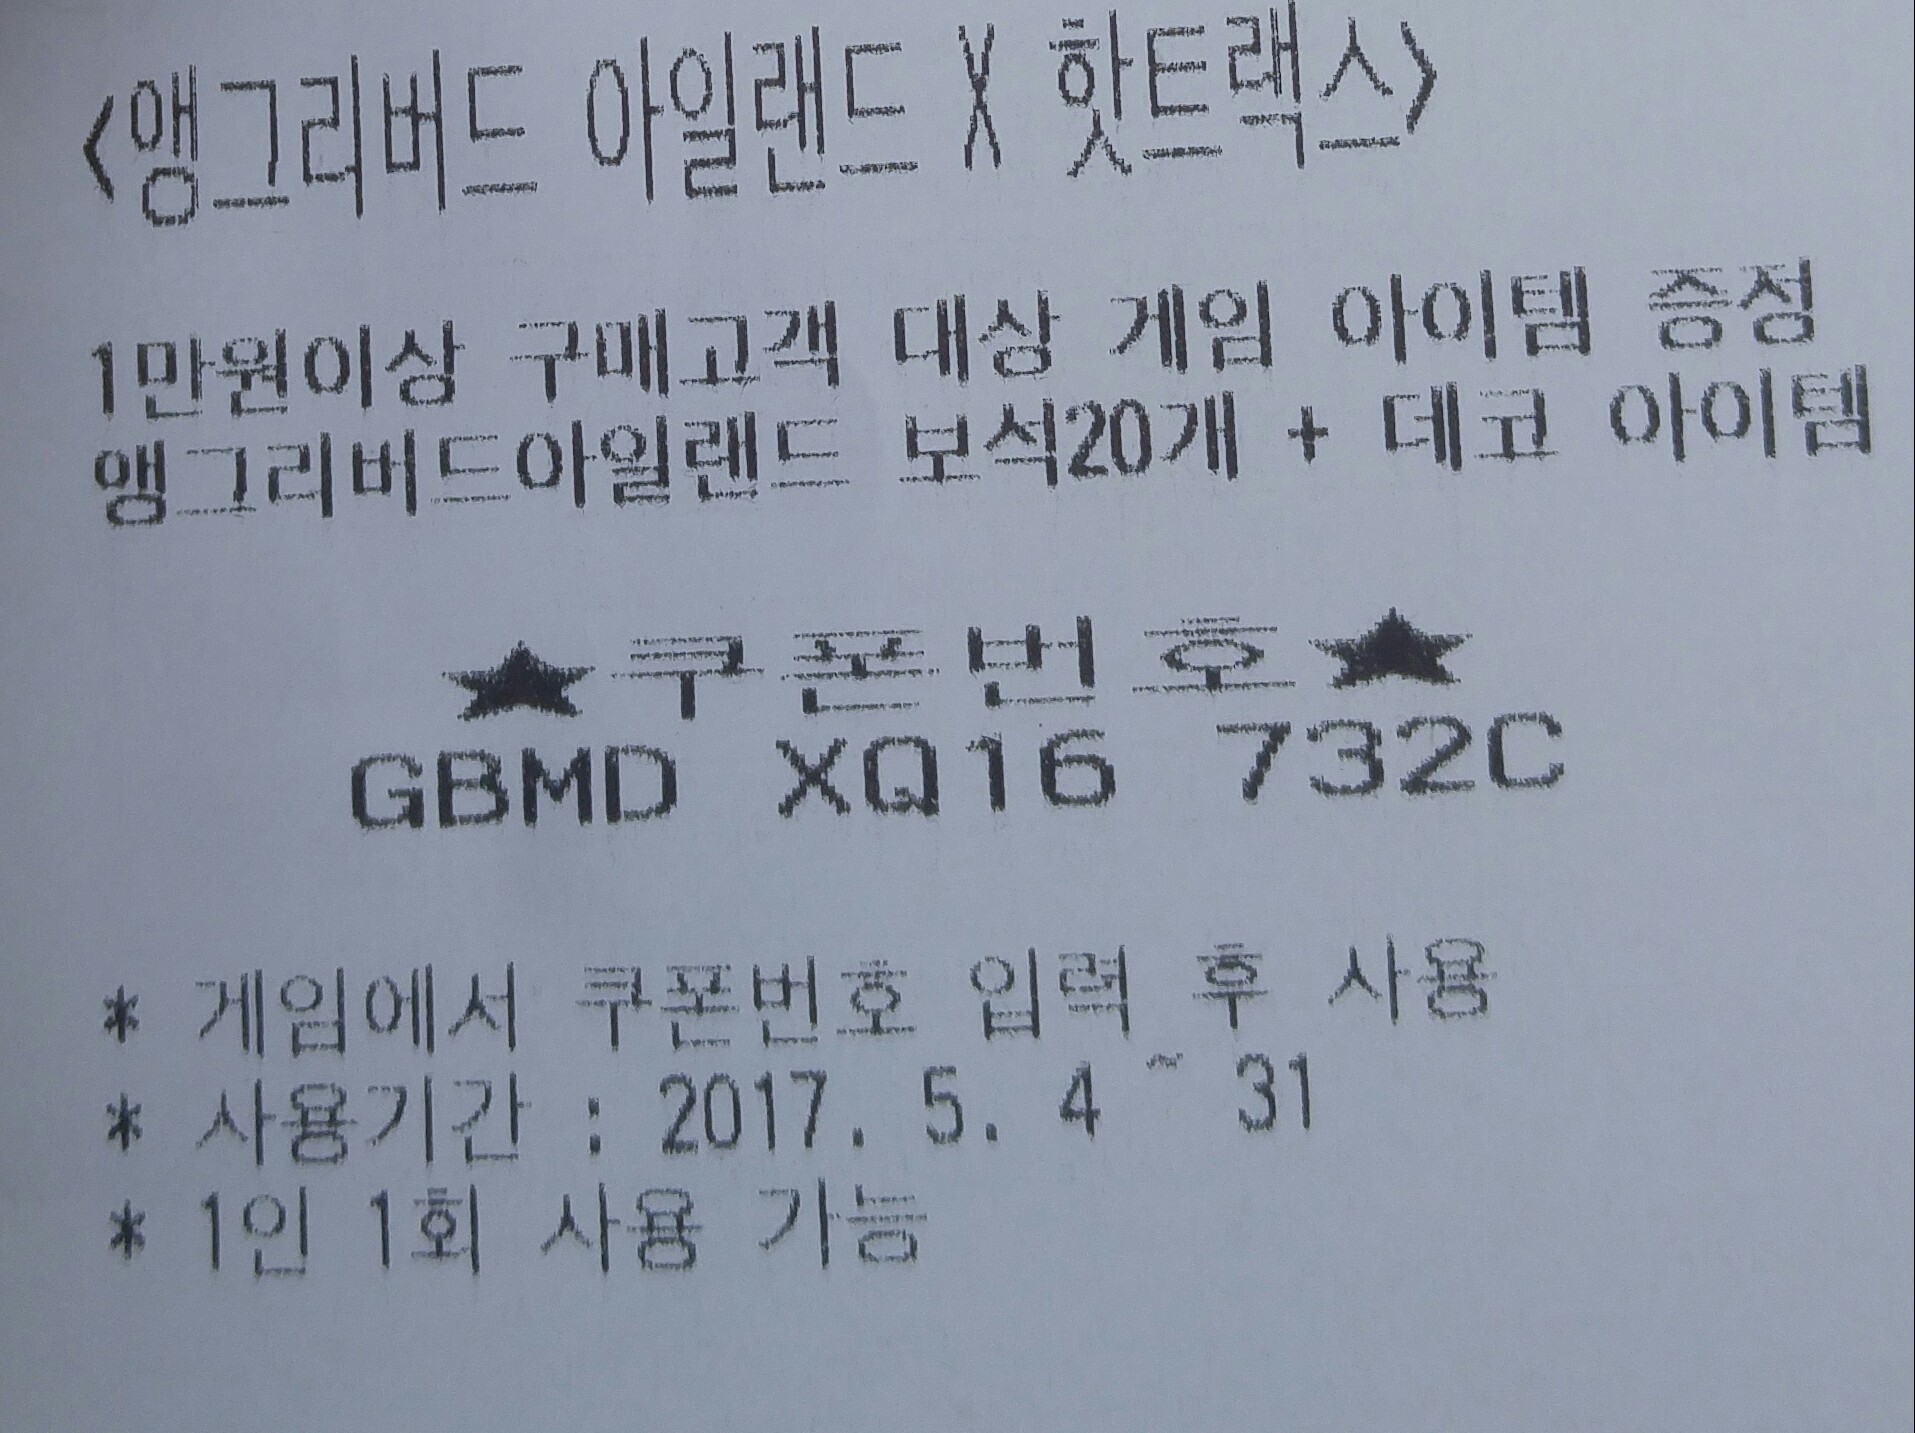 <앵그리버드 아일랜드 X 핫트랙스>
1만원이상 구매고객 대상 게임 아이템 증정
앵그리버드아일랜드 보석20개 + 데코 아이템
★쿠폰번호★
GBMD XQ16 732C
* 게임에서 쿠폰번호 입력 후 사용
* 사용기간 : 2017. 5. 4 ~ 31
* 1인 1회 사용 가능